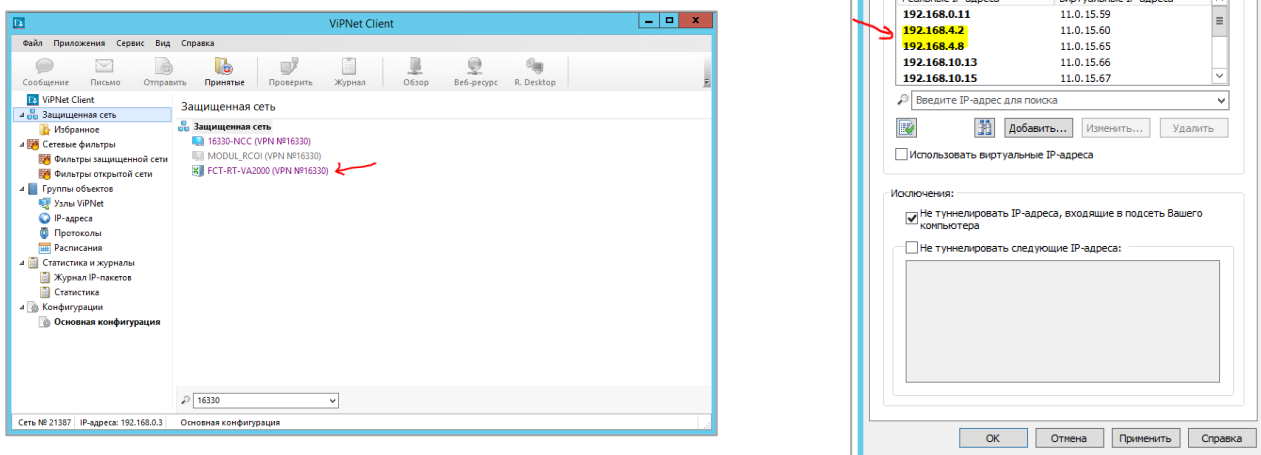 ViPNet Client
Файл Приложения Сервис Вид Справка
Сообщение Письмо Отправить Принятые Проверить Журнал Обзор Веб-ресурс R. Desktop
ViPNet Client
Защищенная сеть
Избранное
Сетевые фильтры
Фильтры защищенной сети
Фильтры открытой сети
Группы объектов
Узлы ViPNet
IP-адреса
Протоколы
Расписания
Статистика и журналы
Журнал IP-пакетов
Статистика
Конфигурации
Основная конфигурация
Защищенная сеть
Защищенная сеть
16330-NCC (VPN №16330)
MODUL_RCOI (VPN №16330)
FCT-RT-VA2000 (VPN №16330)
16330
Сеть № 21387 IP-адреса: 192.168.0.3 Основная конфигурация
Реальные IP-адреса Виртуальные IP-адреса
192.168.0.11 11.0.15.59
192.168.4.2 11.0.15.60
192.168.4.8 11.0.15.65
192.168.10.13 11.0.15.66
192.168.10.15 11.0.15.67
Введите IP-адрес для поиска
Добавить... Изменить... Удалить
Использовать виртуальные IP-адреса
Исключения:
Не туннелировать IP-адреса, входящие в подсеть Вашего
компьютера
Не туннелировать следующие IP-адреса:
ОК Отмена Применить Справка